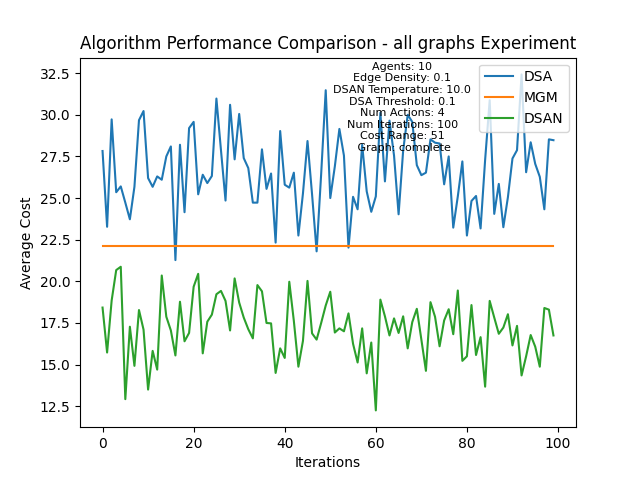 Algorithm Performance Comparison - all graphs Experiment
Agents: 10
Edge Density: 0.1
DSAN Temperature: 10.0
DSA Threshold: 0.1
Num Actions: 4
Num Iterations: 100
Cost Range: 51
Graph: complete
DSA
MGM
DSAN
Average Cost
32.5
30.0
27.5
25.0
22.5
20.0
17.5
15.0
12.5
0
20
40
60
80
100
Iterations